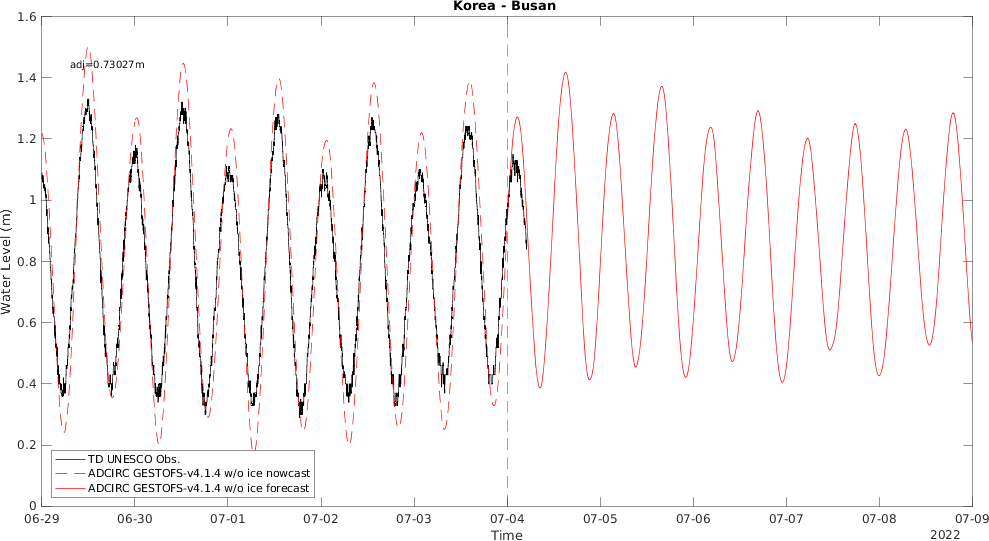 Korea - Busan
1.6
1.4
1.2
1
0.8
0.6
0.4
0.2
0
Water Level (m)
adj=0.73027m
TD UNESCO Obs.
ADCIRC GESTOFS-v4.1.4 w/o ice nowcast
ADCIRC GESTOFS-v4.1.4 w/o ice forecast
06-29 06-30 07-01 07-02 07-03 07-04 07-05 07-06 07-07 07-08 07-09
Time
2022